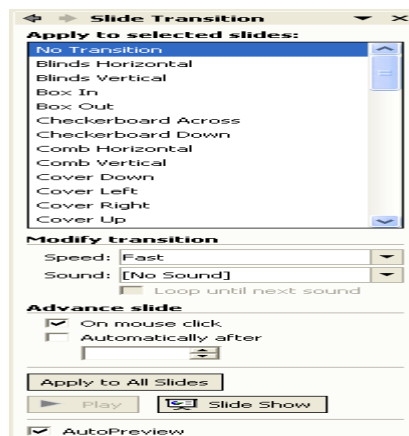 Slide Transition
Apply to selected slides:
No Transition
Blinds Horizontal
Blinds Vertical
Box In
Box Out
Checkerboard Across
Checkerboard Down
Comb Horizontal
Comb Vertical
Cover Down
Cover Left
Cover Right
Cover Up
Modify transition
Speed: Fast
Sound: [No Sound]
Loop until next sound
Advance slide
On mouse click
Automatically after
Apply to All Slides
Play Slide Show
AutoPreview